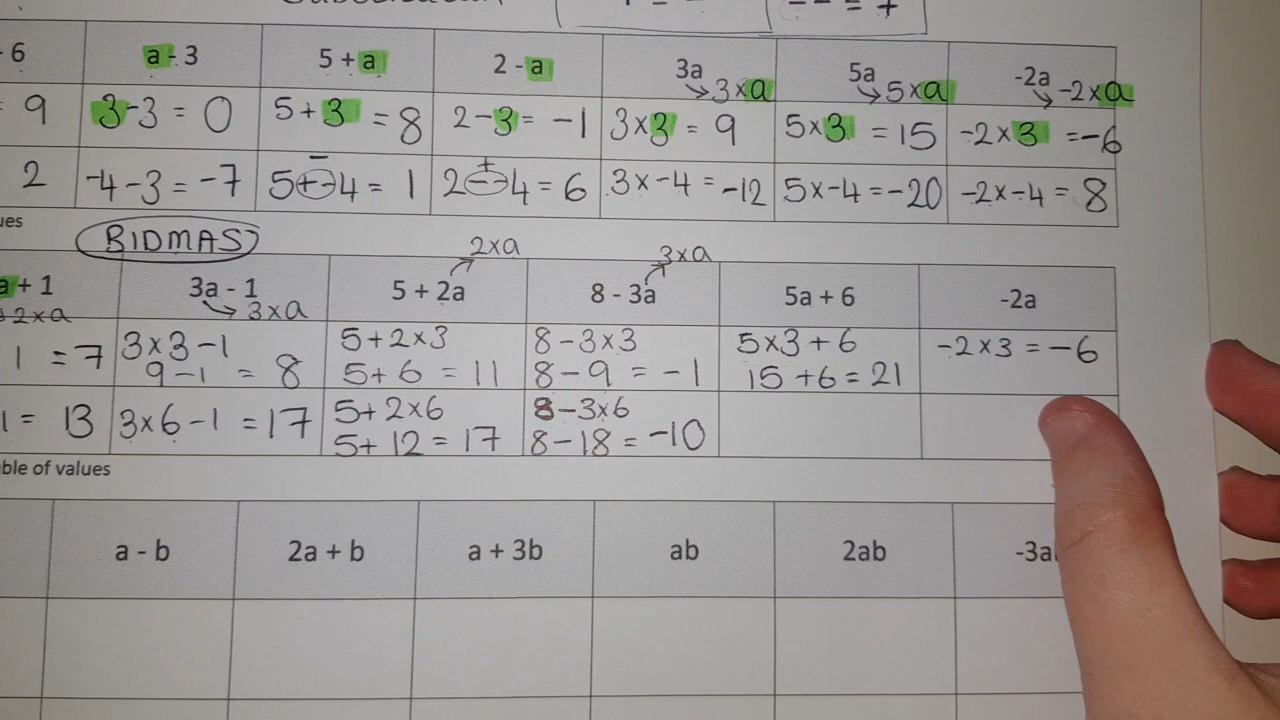 6 a - 3 5 + a 2 - a 3a 5a -2a
3×a 5×a -2×a
= 9 3-3 = 0 5+3 = 8 2-3 = -1 3×3 = 9 5×3 = 15 -2×3 = -6
- +
2 -4-3 = -7 5+-4 = 1 2--4 = 6 3×-4 = -12 5×-4 = -20 -2×-4 = 8
BIDMAS
2×a 3×a
a + 1 3a - 1 5 + 2a 8 - 3a 5a + 6 -2a
2×a 3×a
1 = 7 3×3-1 5+2×3 8-3×3 5×3+6 -2×3 = -6
9-1 = 8 5+6 = 11 8-9 = -1 15+6 = 21
1 = 13 3×6-1 = 17 5+2×6 8-3×6
5+12 = 17 8-18 = -10
ble of values
a - b 2a + b a + 3b ab 2ab -3a